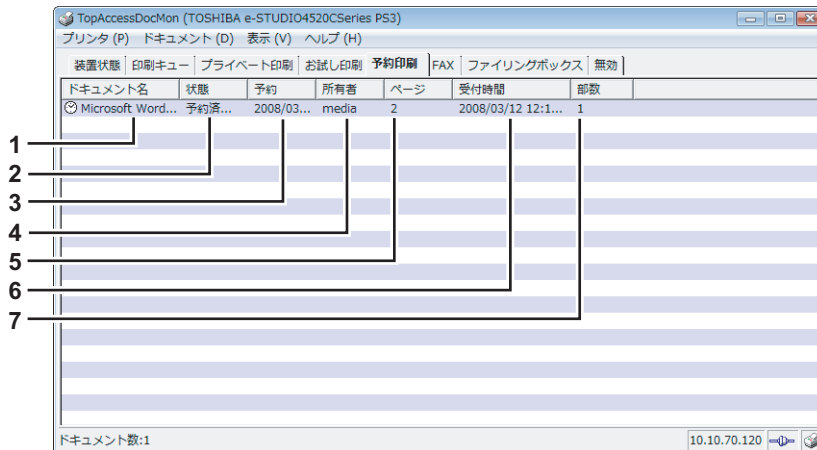 TopAccessDocMon (TOSHIBA e-STUDIO4520CSeries PS3)
プリンタ (P) ドキュメント (D) 表示 (V) ヘルプ (H)
装置状態 印刷キュー プライベート印刷 お試し印刷 予約印刷 FAX ファイリングボックス 無効
ドキュメント名 状態 予約 所有者 ページ 受付時間 部数
Microsoft Word... 予約済... 2008/03... media 2 2008/03/12 12:1... 1
1
2
3
4
5
6
7
ドキュメント数:1 10.10.70.120